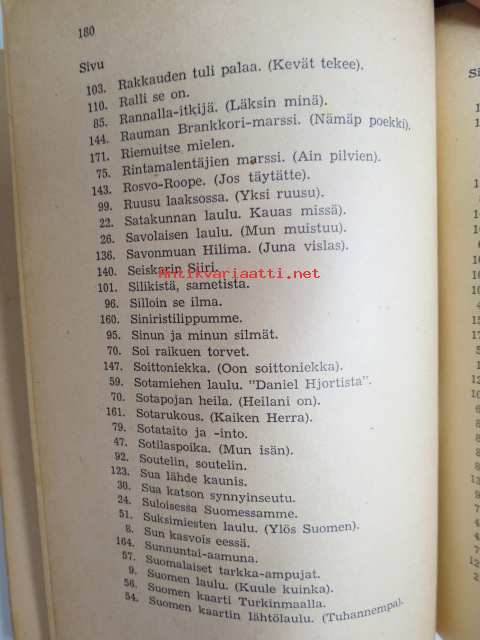 180
Sivu
103. Rakkauden tuli palaa. (Kevät tekee).
110. Ralli se on.
85. Rannalla-itkijä. (Läksin minä).
144. Rauman Brankkori-marssi. (Nämäp poekki).
171. Riemuitse mielen.
75. Rintamalentäjien marssi. (Ain pilvien).
143. Rosvo-Roope. (Jos täytätte).
99. Ruusu laaksossa. (Yksi ruusu).
22. Satakunnan laulu. Kauas missä).
26. Savolaisen laulu. (Mun muistuu).
136. Savonmuan Hilima. (Juna vislas).
140. Seiskarin Siiri.
Antikvariaatti.net
101. Silikistä, sametista.
96. Silloin se ilma.
160. Siniristilippumme.
95. Sinun ja minun silmät.
70. Soi raikuen torvet.
147. Soittoniekka. (Oon soittoniekka).
59. Sotamiehen laulu. "Daniel Hjortista".
70. Sotapojan heila. (Heilani on).
161. Sotarukous. (Kaiken Herra).
79. Sotataito ja -into.
47. Sotilaspoika. (Mun isän).
92. Soutelin, soutelin.
123. Sua lähde kaunis.
30. Sua katson synnyinseutu.
24. Suloisessa Suomessamme.
51. Suksimiesten laulu. (Ylös Suomen).
8. Sun kasvois eessä.
164. Sunnuntai-aamuna.
57. Suomalaiset tarkka-ampujat.
9. Suomen laulu. (Kuule kuinka).
56. Suomen kaarti Turkinmaalla.
54. Suomen kaartin lähtölaulu. (Tuhannempa).